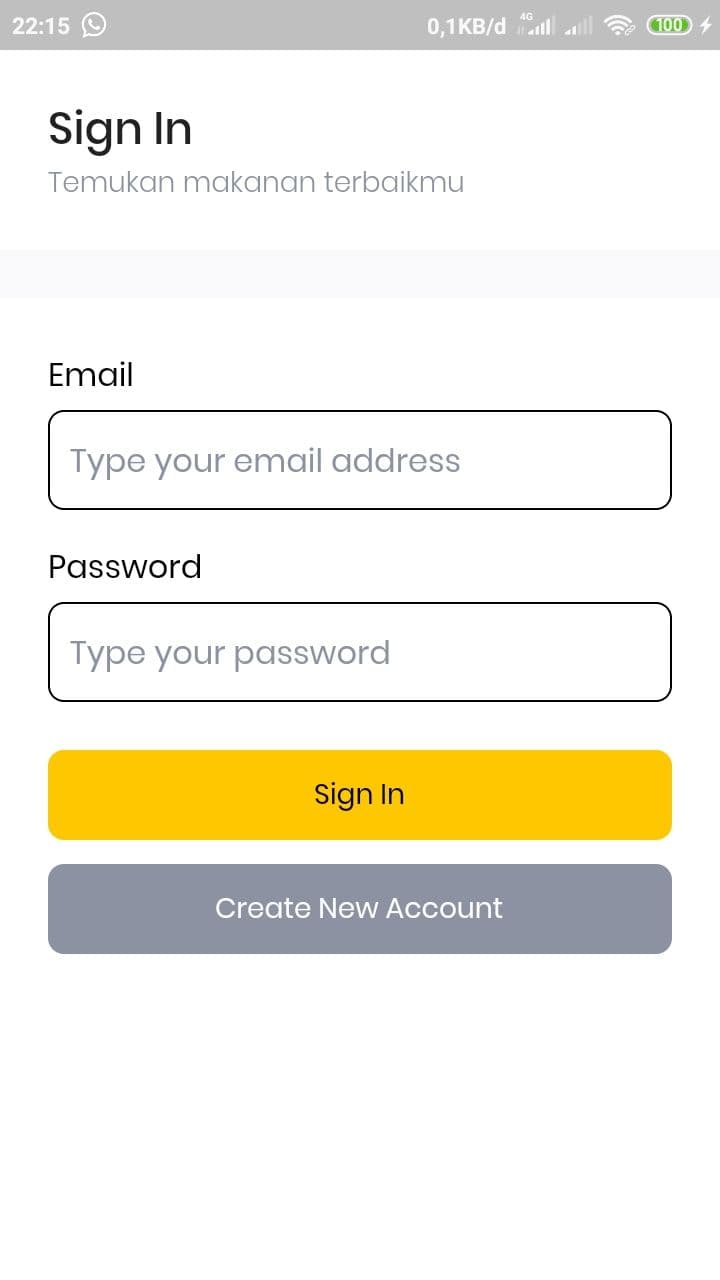 22:15 0,1KB/d 4G 100
Sign In
Temukan makanan terbaikmu
Email
Type your email address
Password
Type your password
Sign In
Create New Account